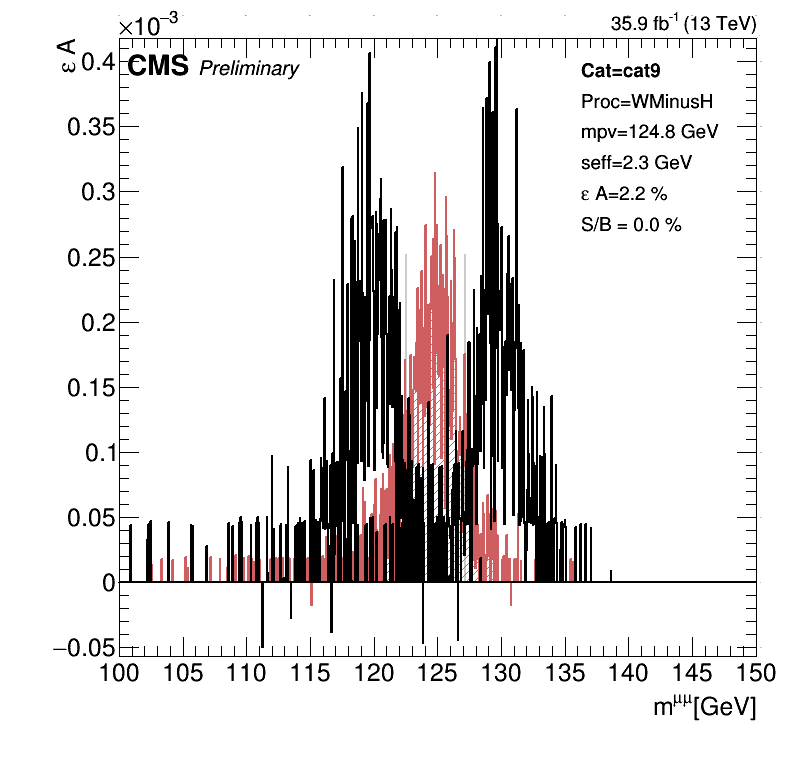 ×10⁻³
35.9 fb⁻¹ (13 TeV)
ε A
CMS Preliminary
Cat=cat9
Proc=WMinusH
mpv=124.8 GeV
seff=2.3 GeV
ε A=2.2 %
S/B = 0.0 %
0.4
0.35
0.3
0.25
0.2
0.15
0.1
0.05
0
−0.05
100 105 110 115 120 125 130 135 140 145 150
m^μμ[GeV]